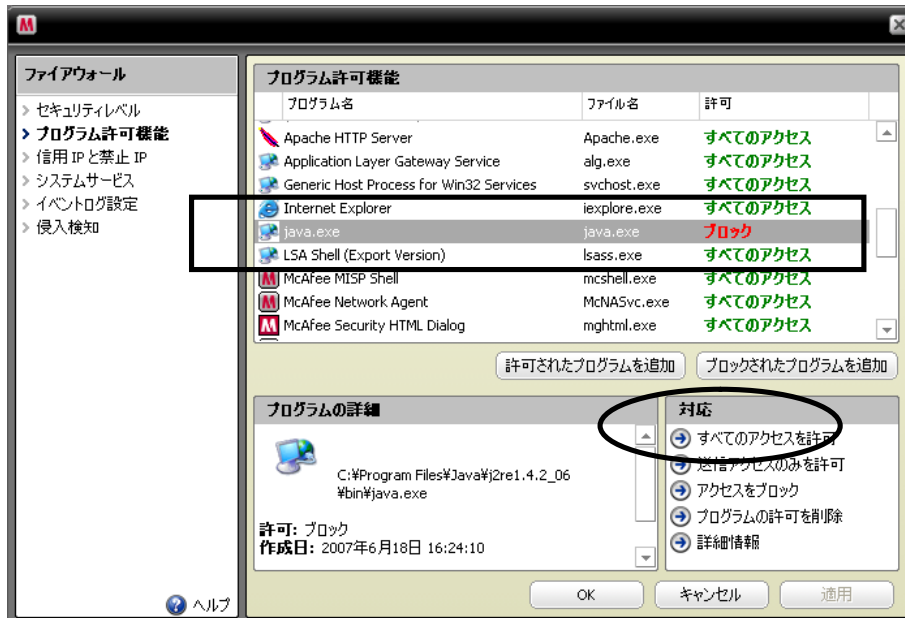 ファイアウォール
セキュリティレベル
プログラム許可機能
信用 IP と禁止 IP
システムサービス
イベントログ設定
侵入検知
ヘルプ
プログラム許可機能
プログラム名 ファイル名 許可
Apache HTTP Server Apache.exe すべてのアクセス
Application Layer Gateway Service alg.exe すべてのアクセス
Generic Host Process for Win32 Services svchost.exe すべてのアクセス
Internet Explorer iexplore.exe すべてのアクセス
java.exe java.exe ブロック
LSA Shell (Export Version) lsass.exe すべてのアクセス
McAfee MISP Shell mcshell.exe すべてのアクセス
McAfee Network Agent McNASvc.exe すべてのアクセス
McAfee Security HTML Dialog mghtml.exe すべてのアクセス
許可されたプログラムを追加 ブロックされたプログラムを追加
プログラムの詳細
C:¥Program Files¥Java¥j2re1.4.2_06
¥bin¥java.exe
許可: ブロック
作成日: 2007年6月18日 16:24:10
対応
すべてのアクセスを許可
送信アクセスのみを許可
アクセスをブロック
プログラムの許可を削除
詳細情報
OK キャンセル 適用